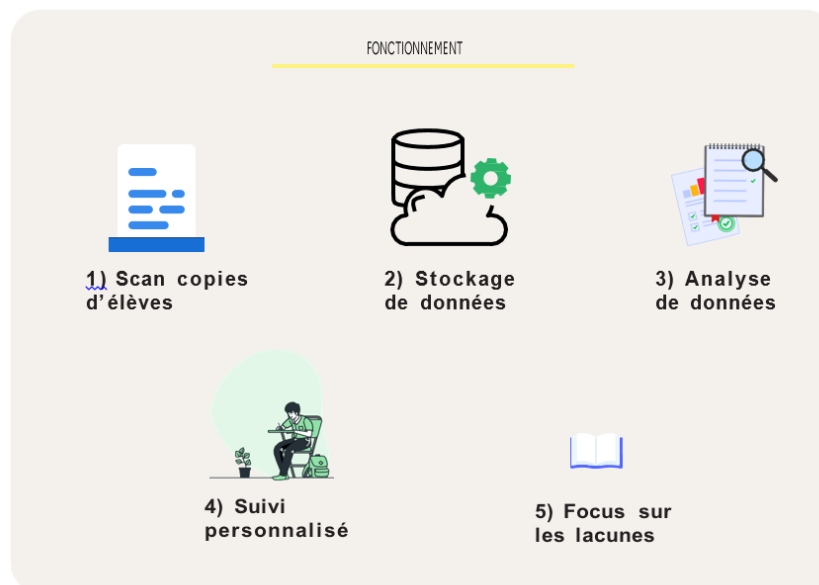 FONCTIONNEMENT
1) Scan copies
d’élèves
2) Stockage
de données
3) Analyse
de données
4) Suivi
personnalisé
5) Focus sur
les lacunes